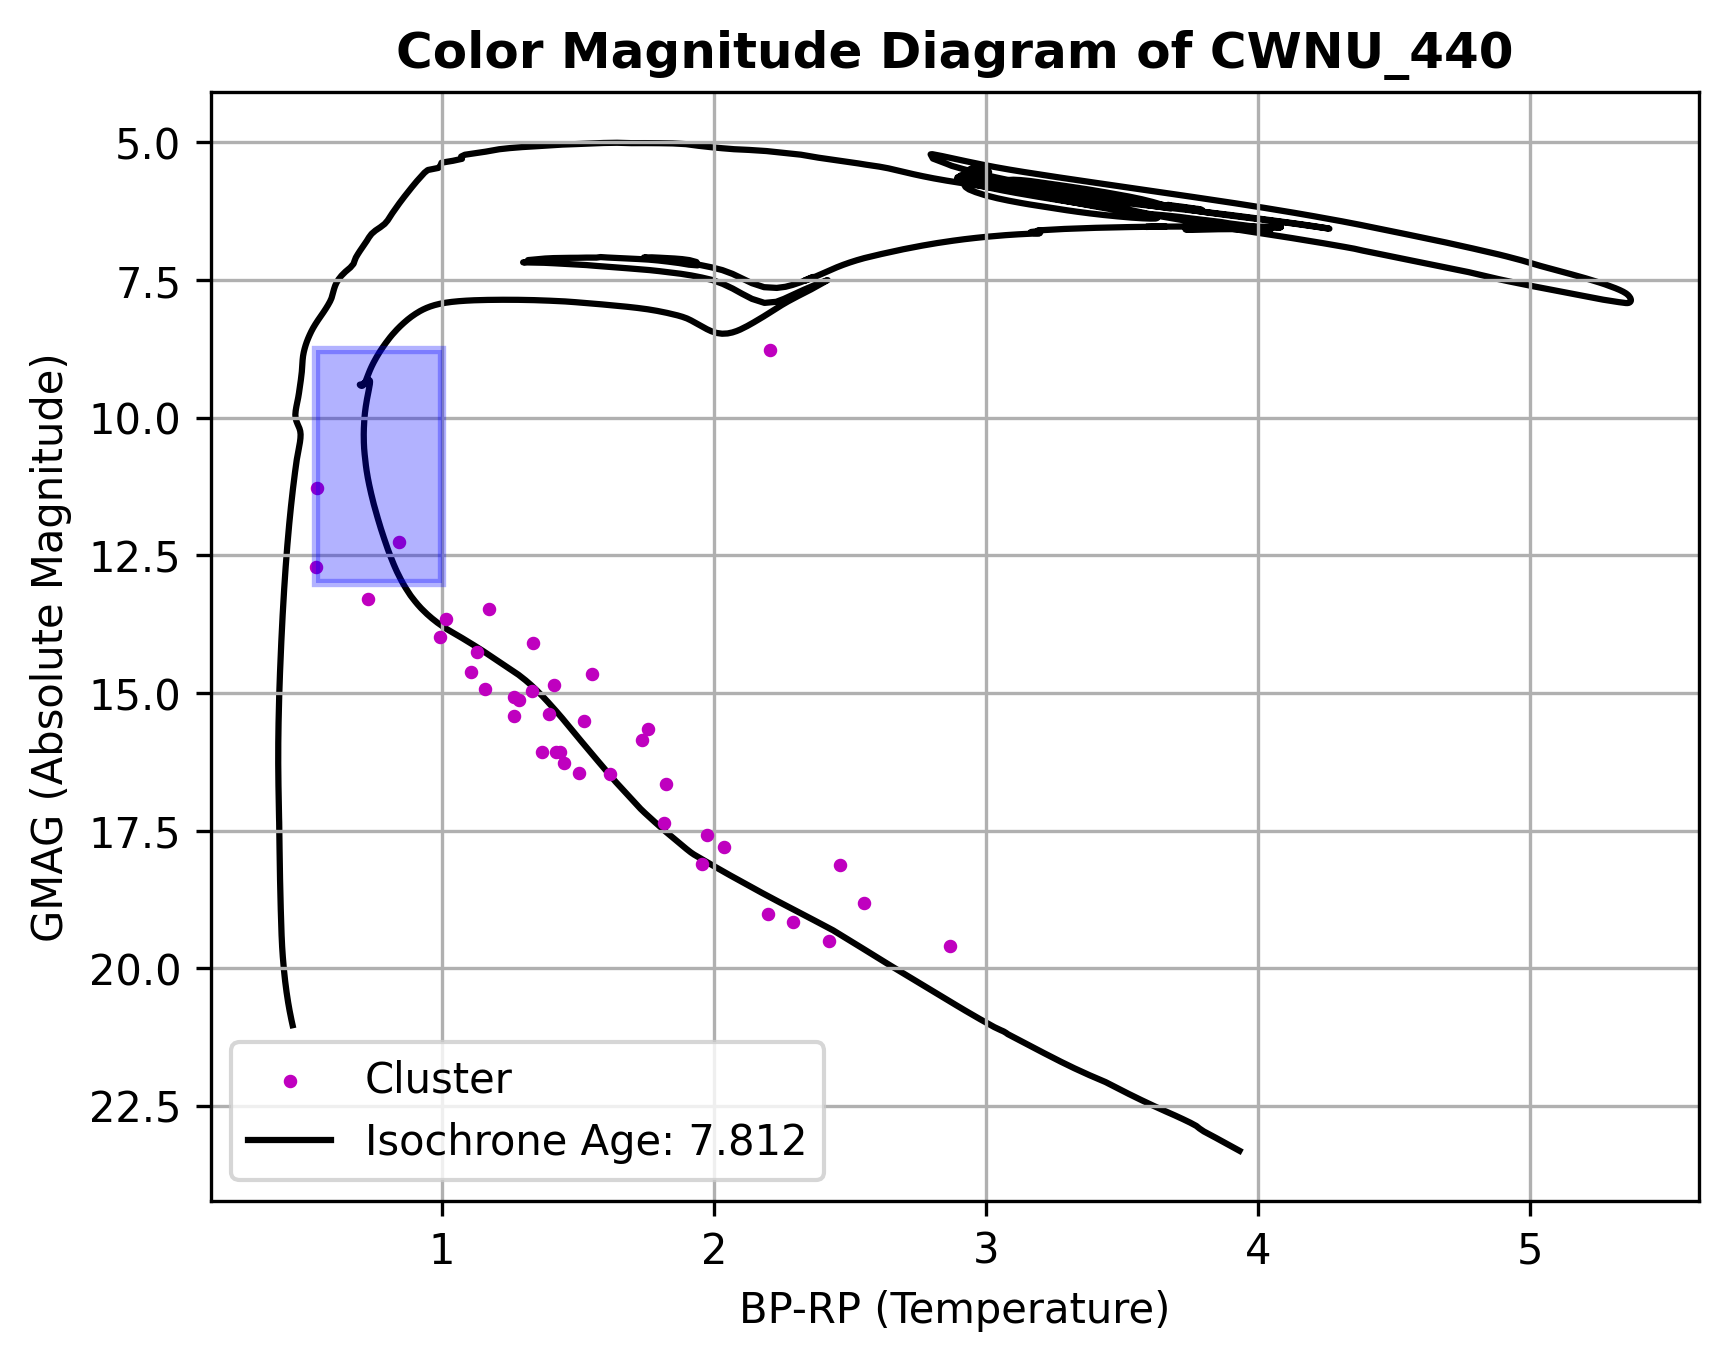 Color Magnitude Diagram of CWNU_440
GMAG (Absolute Magnitude)
5.0
7.5
10.0
12.5
15.0
17.5
20.0
22.5
Cluster
Isochrone Age: 7.812
1 2 3 4 5
BP-RP (Temperature)